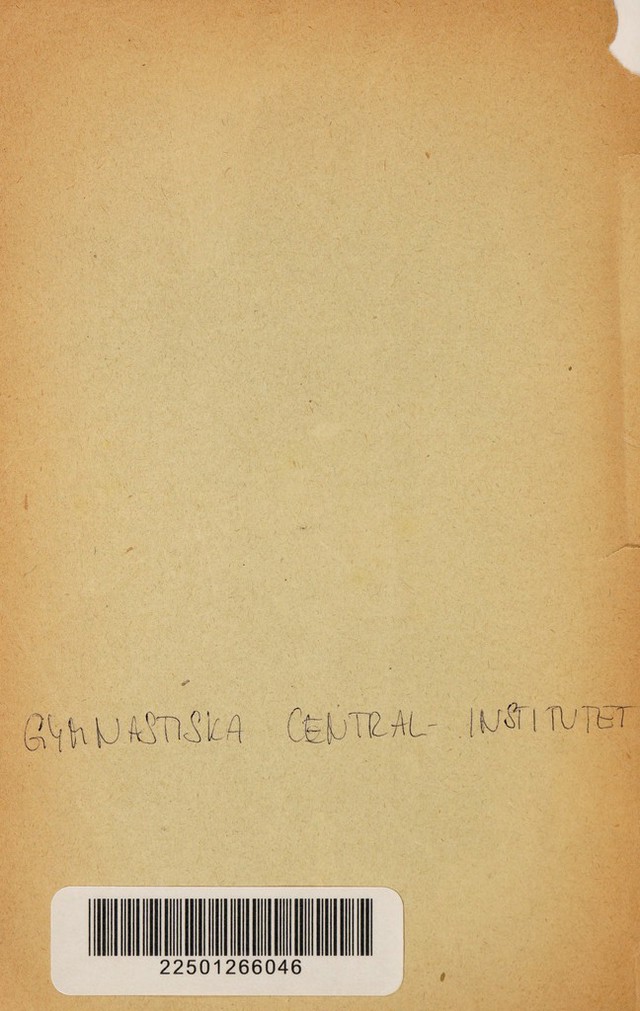 GYMNASTISKA CENTRAL- INSTITUTET
22501266046